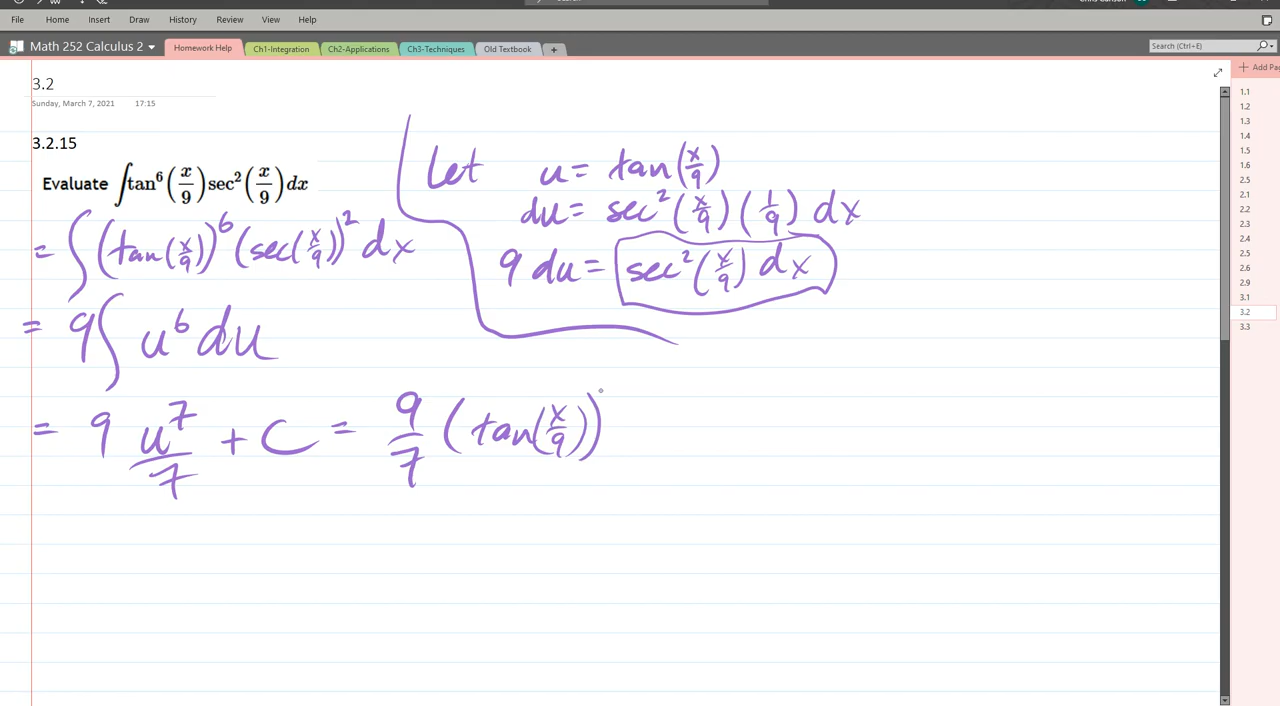 File Home Insert Draw History Review View Help
Math 252 Calculus 2 Homework Help Ch1-Integration Ch2-Applications Ch3-Techniques Old Textbook + Search (Ctrl+E)
+ Add Pag
3.2
Sunday, March 7, 2021 17:15
3.2.15
Evaluate ∫tan⁶(x/9)sec²(x/9)dx
= ∫(tan(x/9))⁶(sec(x/9))² dx
= 9∫ u⁶ du
= 9 u⁷/7 + C = 9/7 (tan(x/9))
Let u = tan(x/9)
du = sec²(x/9)(1/9) dx
9 du = sec²(x/9) dx
1.1
1.2
1.3
1.4
1.5
1.6
2.1
2.2
2.3
2.4
2.5
2.6
2.9
3.1
3.2
3.3